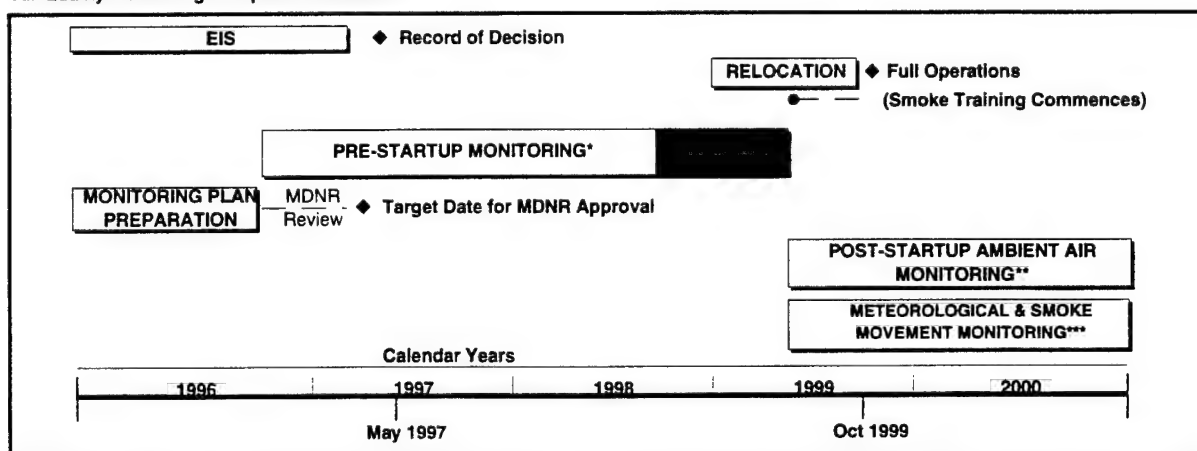 EIS
◆ Record of Decision
RELOCATION
◆ Full Operations
(Smoke Training Commences)
PRE-STARTUP MONITORING*
MONITORING PLAN
PREPARATION
MDNR
Review
◆ Target Date for MDNR Approval
POST-STARTUP AMBIENT AIR
MONITORING**
METEOROLOGICAL & SMOKE
MOVEMENT MONITORING***
Calendar Years
1996
1997
1998
1999
2000
May 1997
Oct 1999